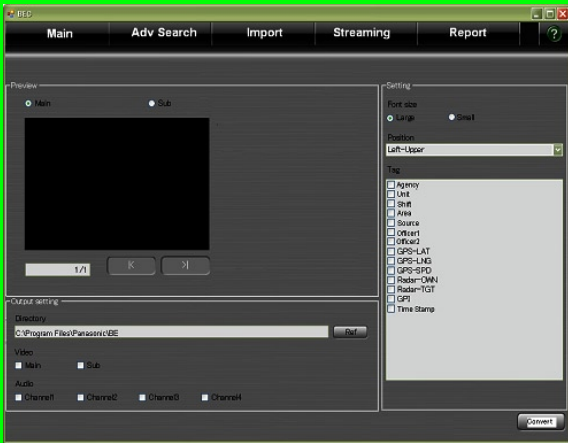 BEC
Main Adv Search Import Streaming Report ?
Preview
Main Sub
1/1
Setting
Font size
Large Small
Position
Left-Upper
Tag
Agency
Unit
Shift
Area
Source
Officer1
Officer2
GPS-LAT
GPS-LNG
GPS-SPD
Radar-OWN
Radar-TGT
GPI
Time Stamp
Output setting
Directory
C:\Program Files\Panasonic\BE Ref
Video
Main Sub
Audio
Channel1 Channel2 Channel3 Channel4
Convert